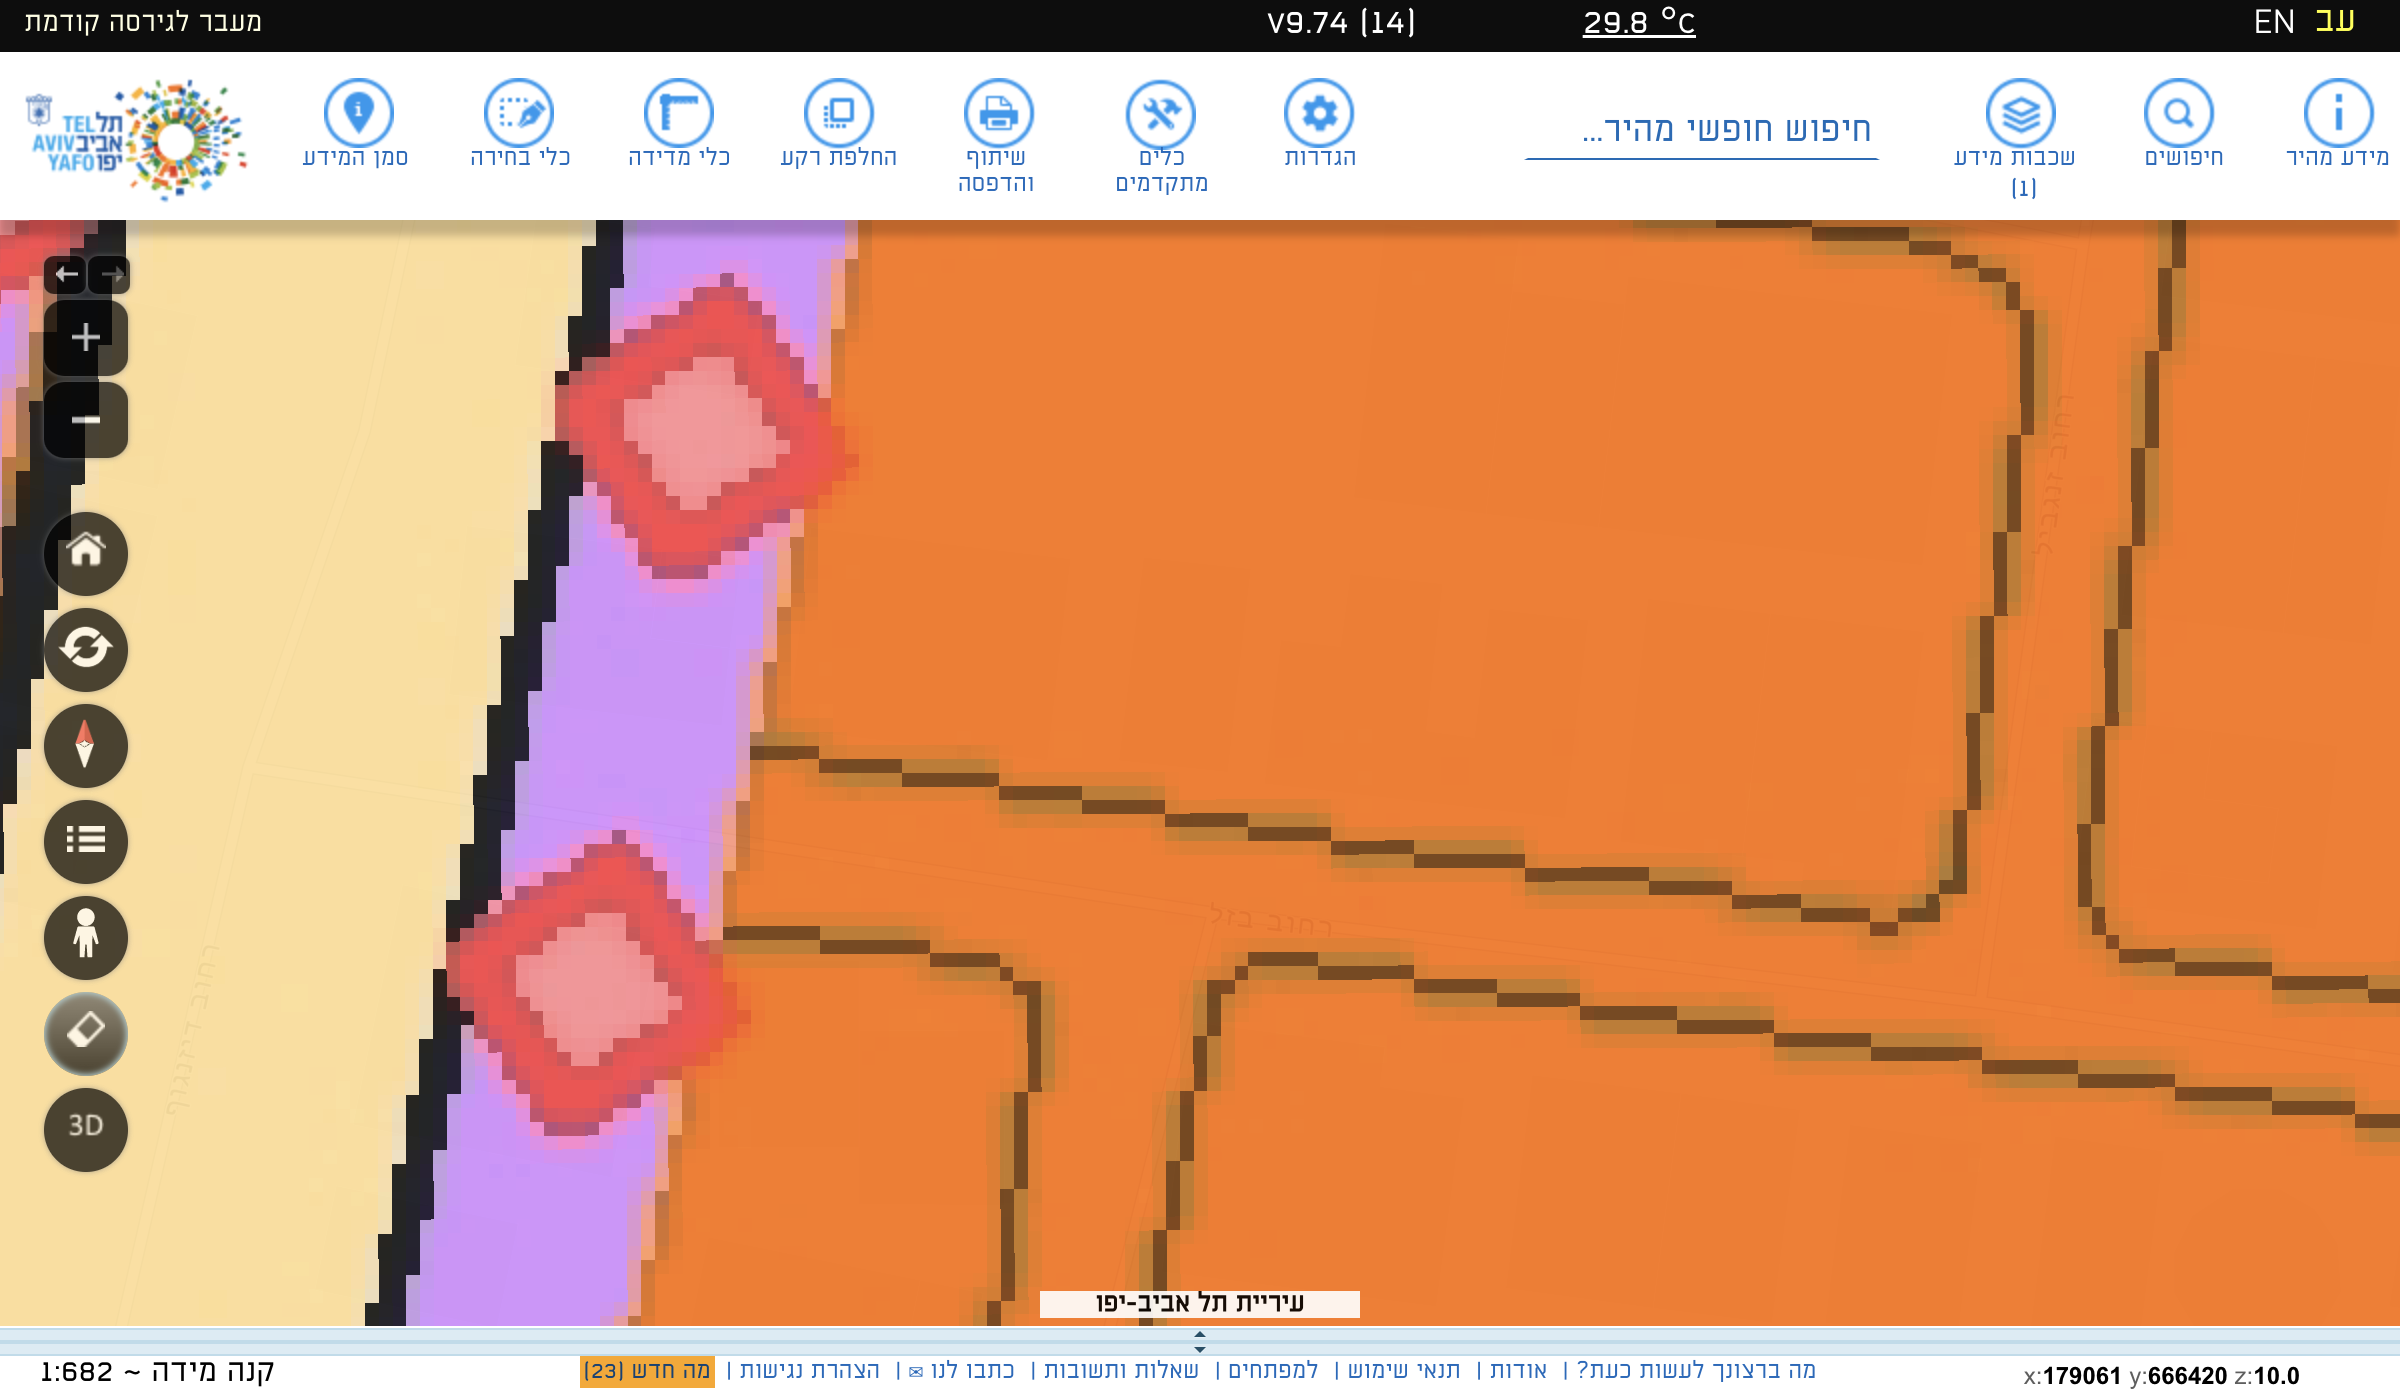 עב EN
29.8 °C
V9.74 (14)
מעבר לגירסה קודמת
מידע מהיר
חיפושים
שכבות מידע
(1)
חיפוש חופשי מהיר...
הגדרות
כלים
מתקדמים
שיתוף
והדפסה
החלפת רקע
כלי מדידה
כלי בחירה
סמן המידע
TEL תל
AVIV אביב
YAFO יפו
רחוב זנגביל
רחוב בזל
רחוב דיזנגוף
3D
עיריית תל אביב-יפו
x:179061 y:666420 z:10.0
מה ברצונך לעשות כעת? | אודות | תנאי שימוש | למפתחים | שאלות ותשובות | כתבו לנו ✉ | הצהרת נגישות | מה חדש (23)
קנה מידה ~ 1:682